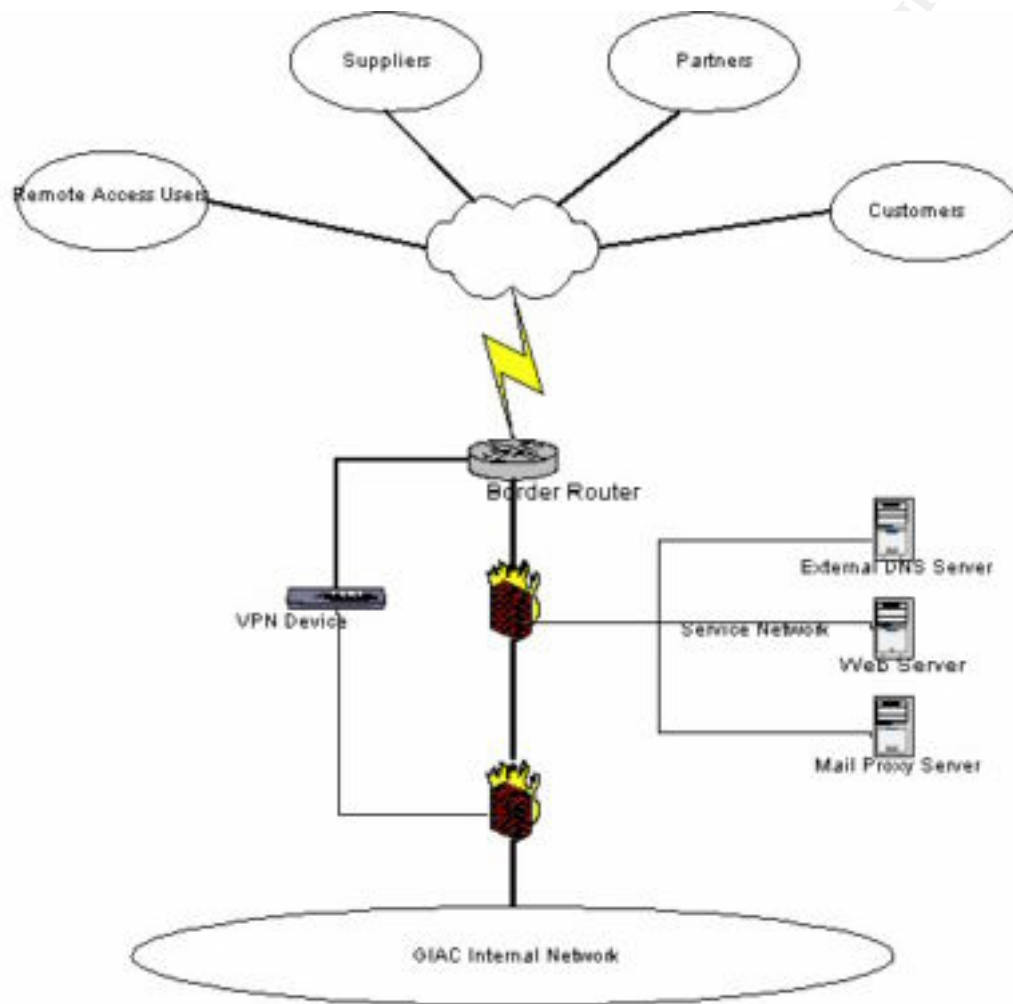 Suppliers
Partners
Remote Access Users
Customers
Border Router
External DNS Server
VPN Device
Service Network
Web Server
Mail Proxy Server
GIAC Internal Network